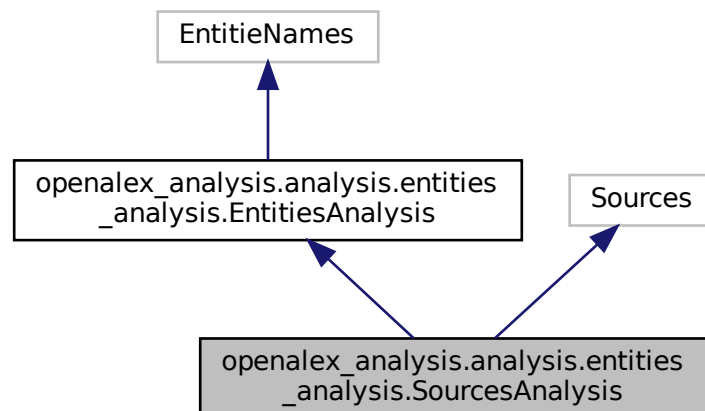 EntitieNames
openalex_analysis.analysis.entities
_analysis.EntitiesAnalysis
Sources
openalex_analysis.analysis.entities
_analysis.SourcesAnalysis